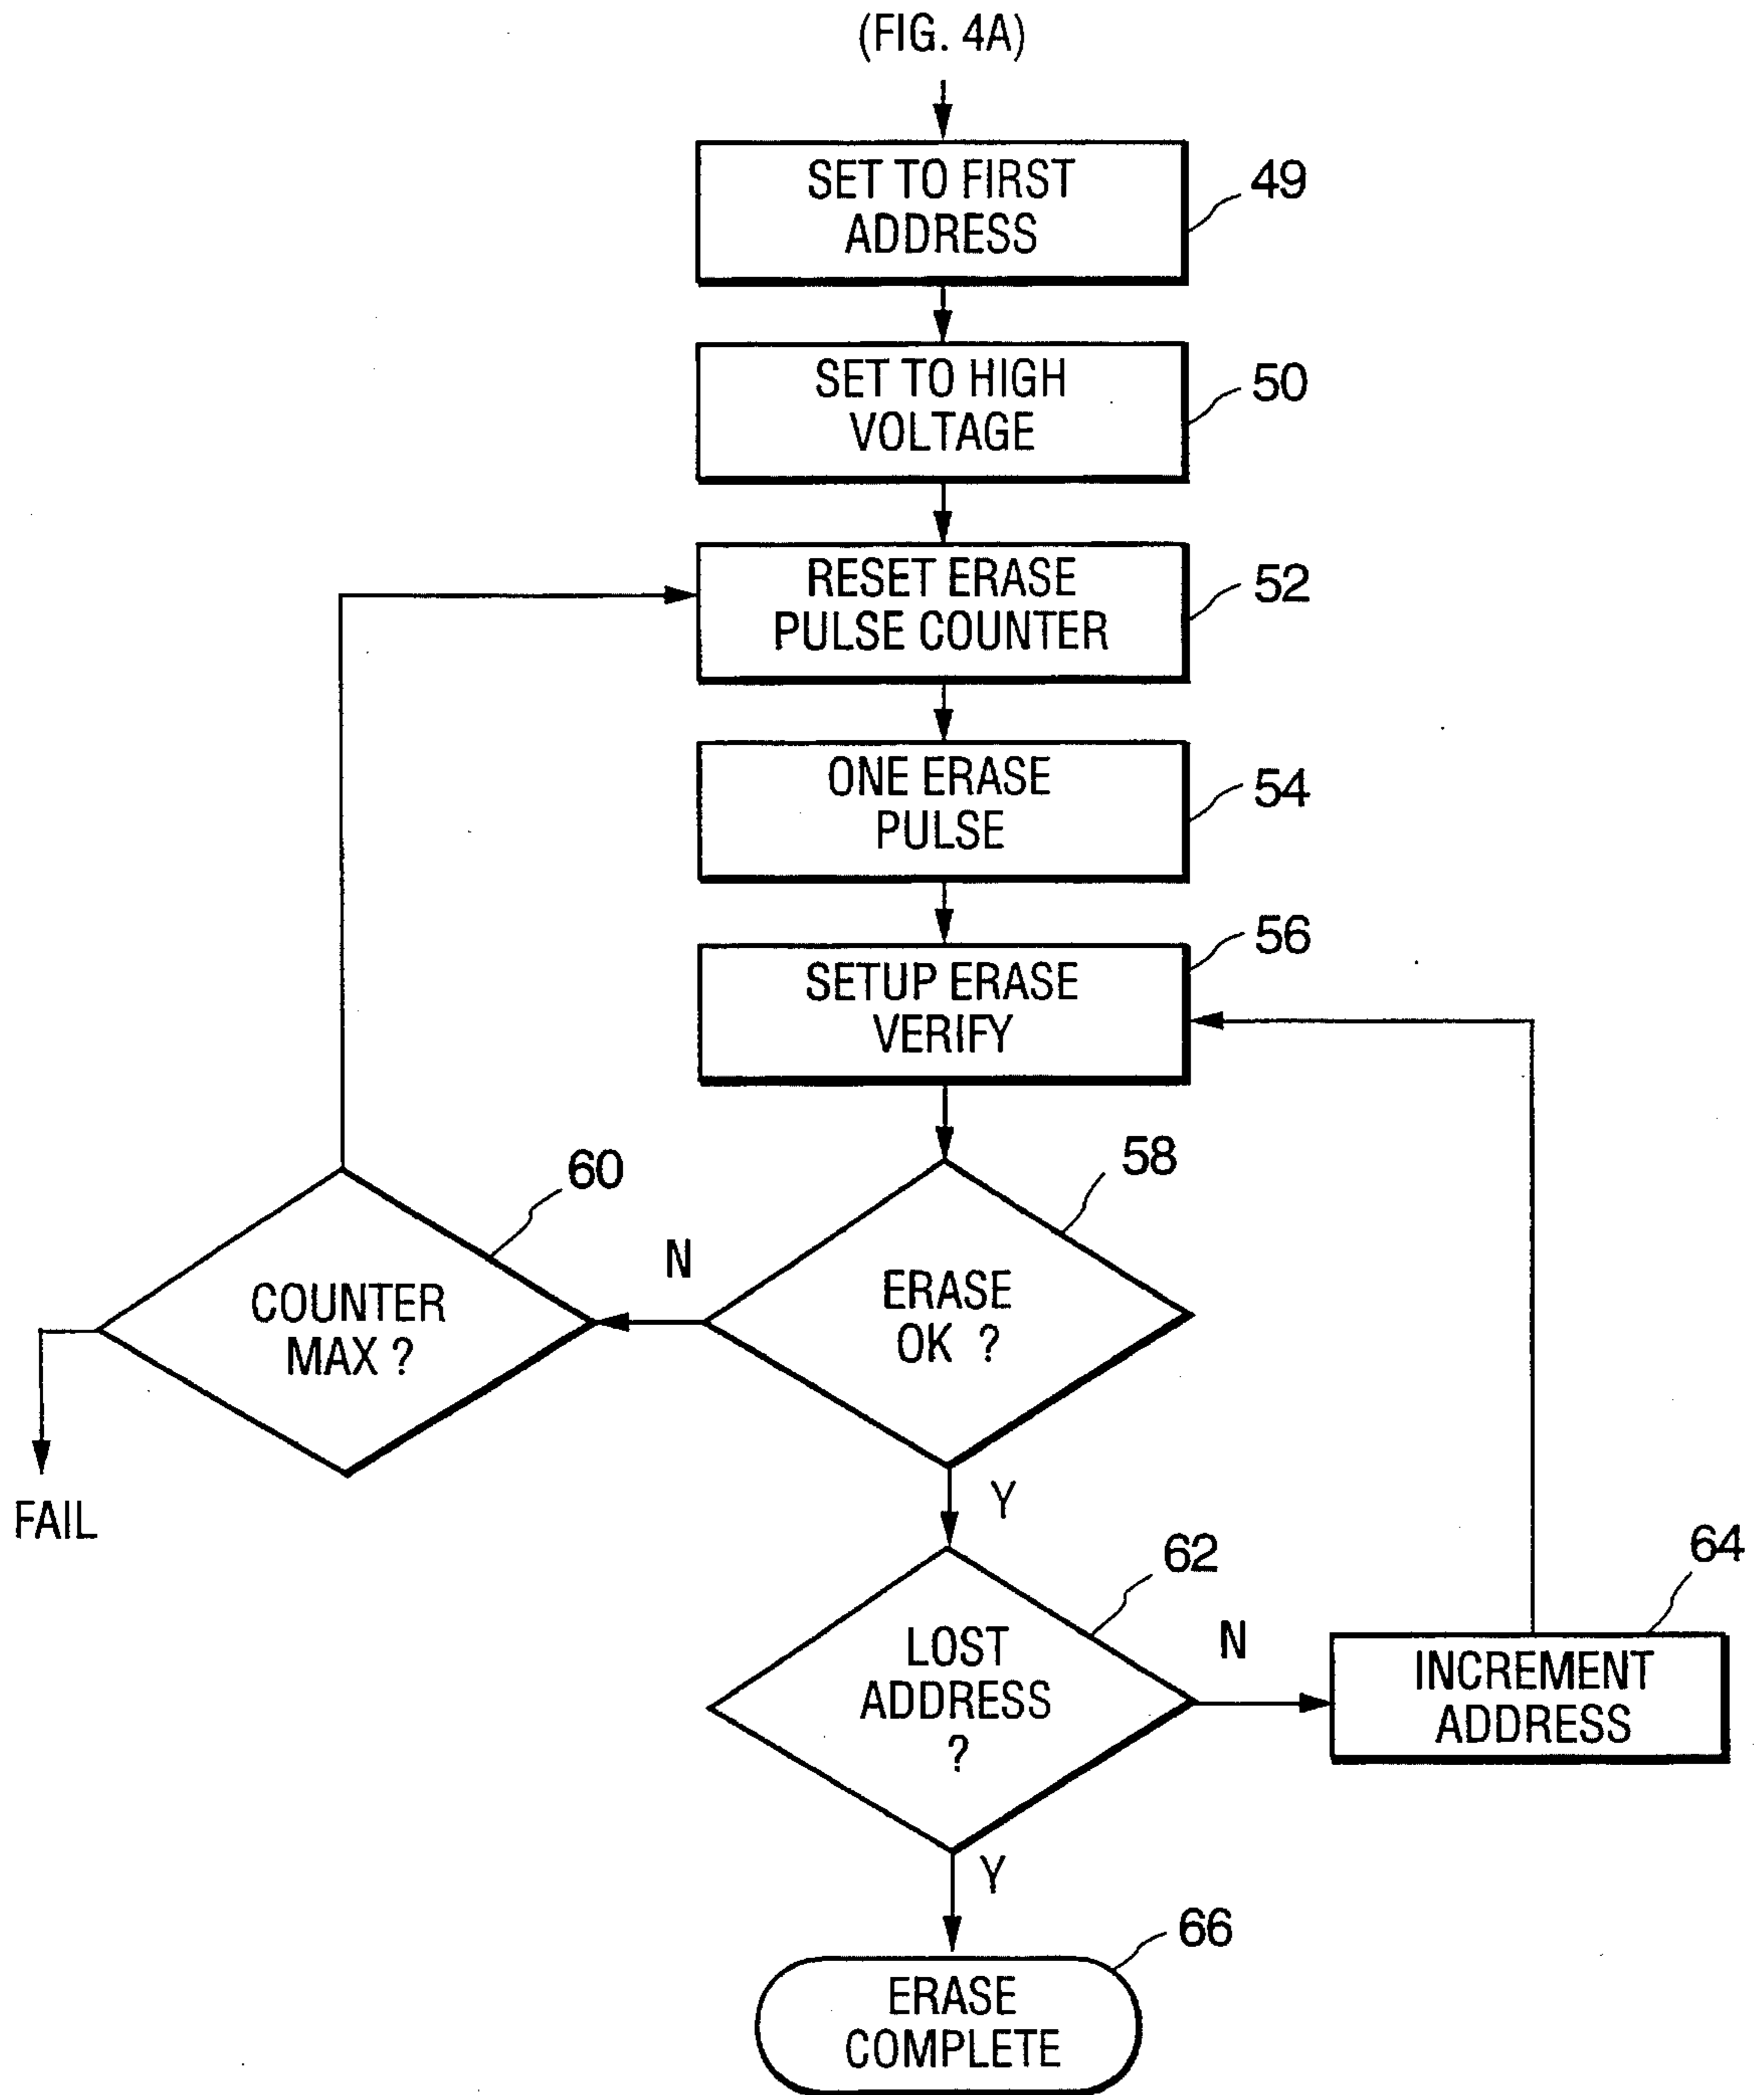 (FIG. 4A)
SET TO FIRST
ADDRESS
49
SET TO HIGH
VOLTAGE
50
RESET ERASE
PULSE COUNTER
52
ONE ERASE
PULSE
54
SETUP ERASE
VERIFY
56
58
ERASE
OK ?
N
60
COUNTER
MAX ?
FAIL
Y
62
LOST
ADDRESS
?
N
64
INCREMENT
ADDRESS
Y
66
ERASE
COMPLETE